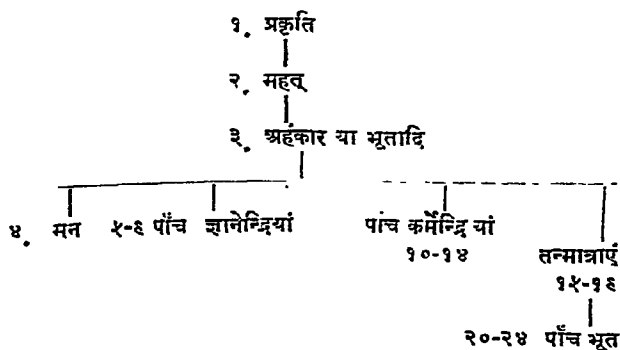 १. प्रकृति
२. महत्
३. अहंकार या भूतादि
४. मन ५-९ पाँच ज्ञानेन्द्रियां पांच कर्मेन्द्रियां
१०-१४ तन्मात्राएं
१५-१९
२०-२४ पाँच भूत